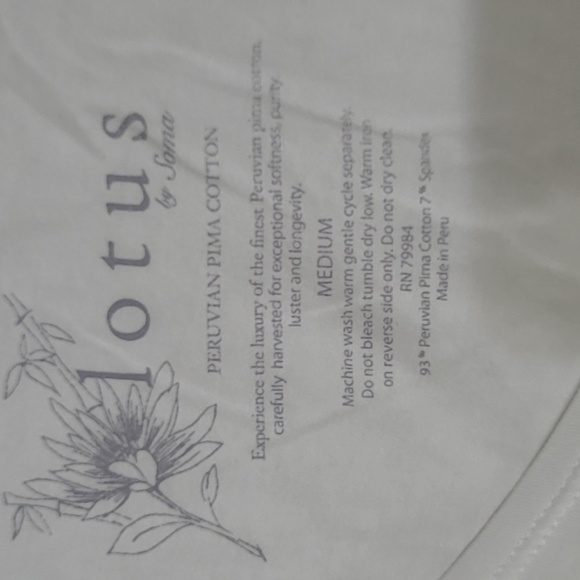 lotus
by Soma
PERUVIAN PIMA COTTON
Experience the luxury of the finest Peruvian pima cotton,
carefully harvested for exceptional softness, purity
luster and longevity.
MEDIUM
Machine wash warm gentle cycle separately.
Do not bleach tumble dry low. Warm iron
on reverse side only. Do not dry clean.
RN 79984
93% Peruvian Pima Cotton 7% Spandex
Made in Peru